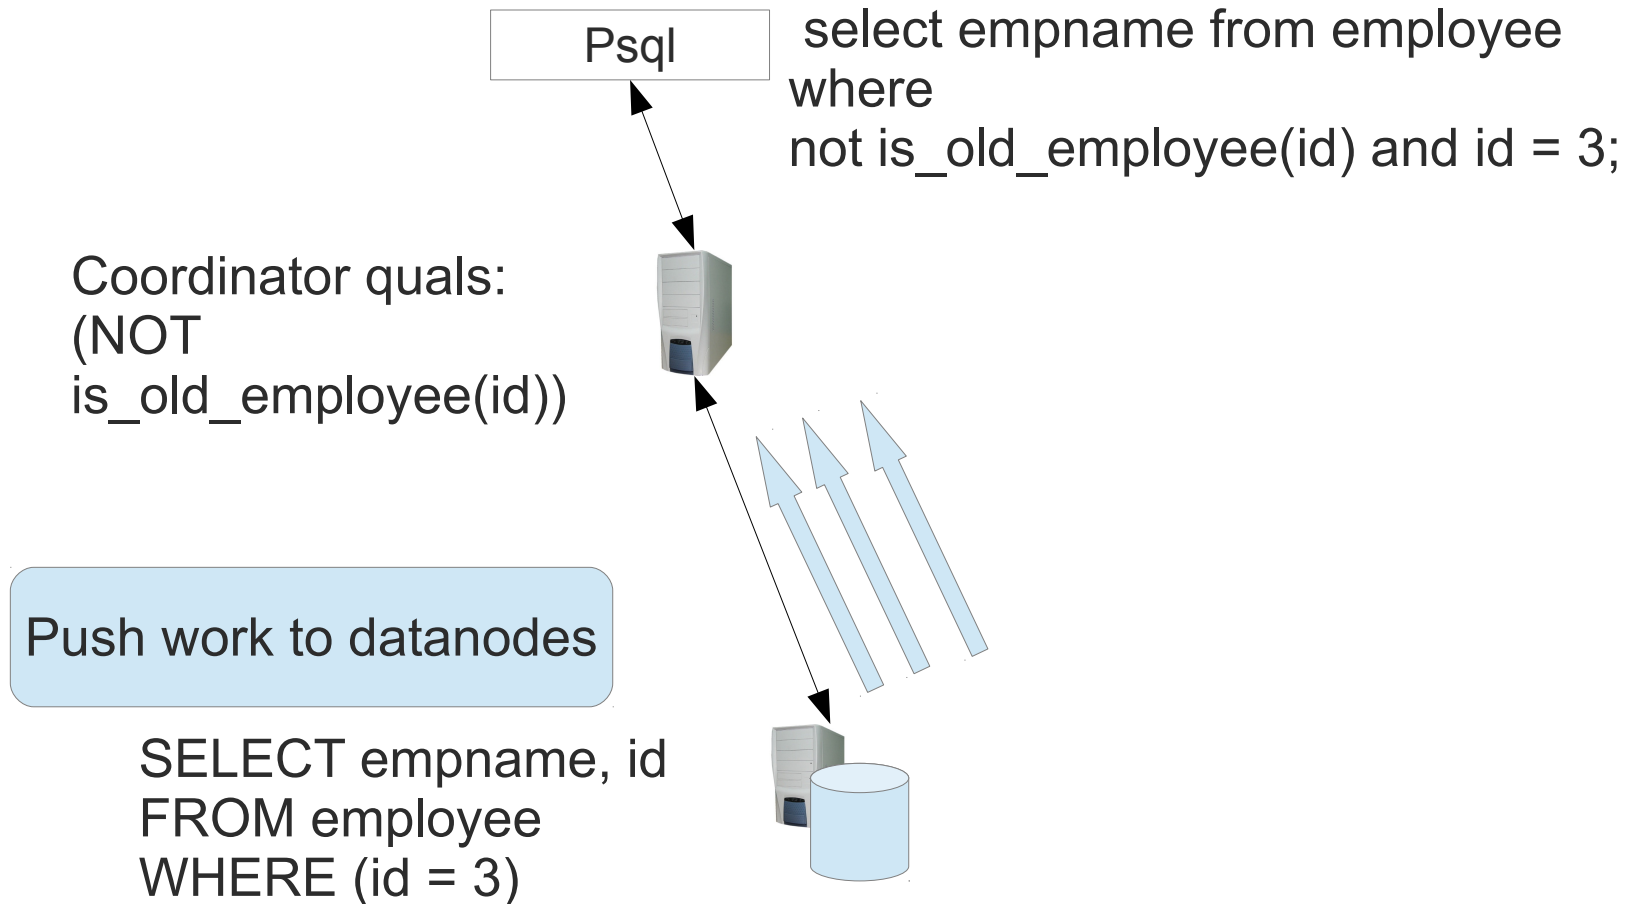 Psql
select empname from employee
where
not is_old_employee(id) and id = 3;
Coordinator quals:
(NOT
is_old_employee(id))
Push work to datanodes
SELECT empname, id
FROM employee
WHERE (id = 3)